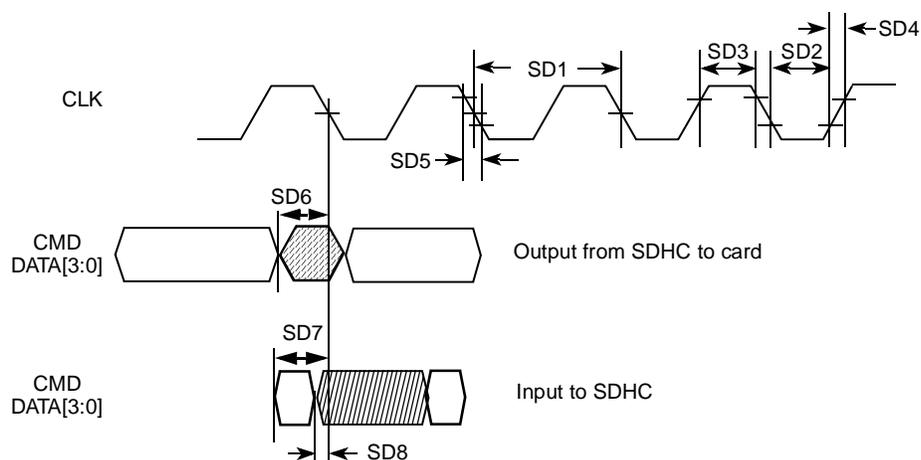 SD4
SD3
SD2
SD1
CLK
SD5
SD6
CMD
DATA[3:0]
Output from SDHC to card
SD7
CMD
DATA[3:0]
Input to SDHC
SD8